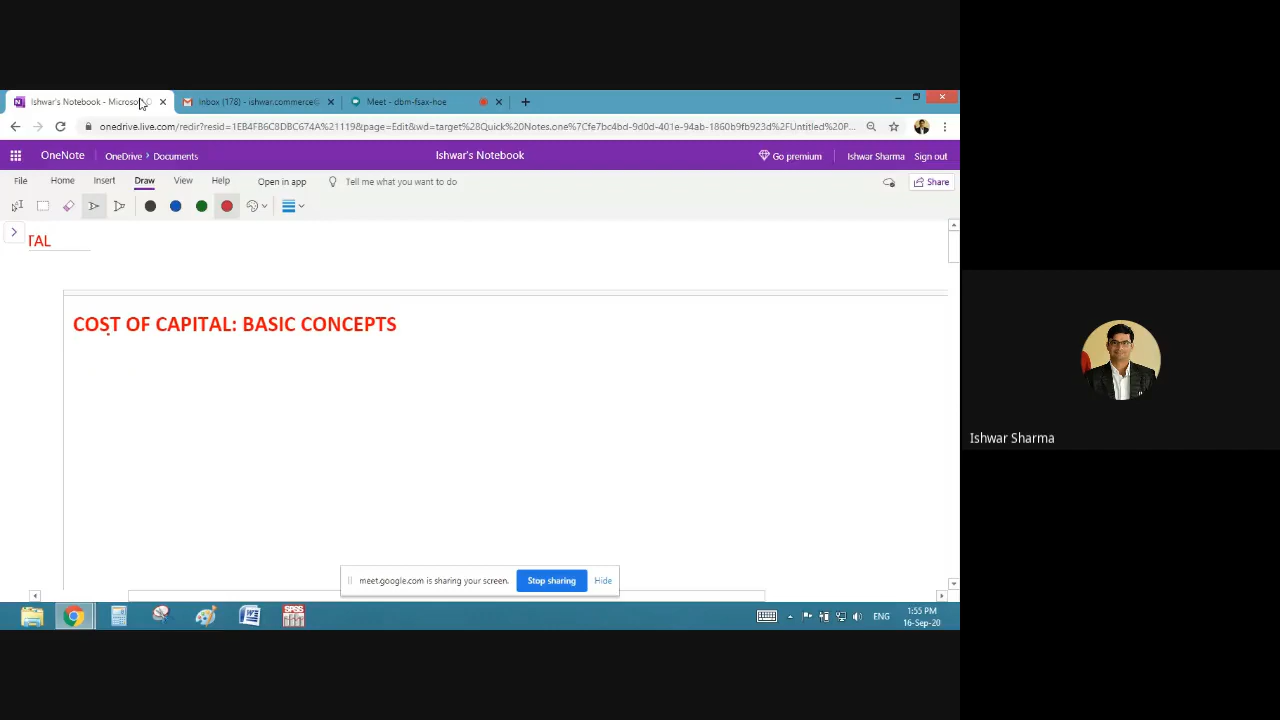 Ishwar's Notebook - Microso
Inbox (178) - ishwar.commerce@
Meet - dbm-fsax-hoe
onedrive.live.com/redir?resid=1EB4FB6C8DBC674A%21119&page=Edit&wd=target%28Quick%20Notes.one%7Cfe7bc4bd-9d0d-401e-94ab-1860b9fb923d%2FUntitled%20P...
OneNote OneDrive › Documents Ishwar's Notebook Go premium Ishwar Sharma Sign out
File Home Insert Draw View Help Open in app Tell me what you want to do Share
TAL
COST OF CAPITAL: BASIC CONCEPTS
Ishwar Sharma
meet.google.com is sharing your screen. Stop sharing Hide
SPSS
ENG
1:55 PM
16-Sep-20